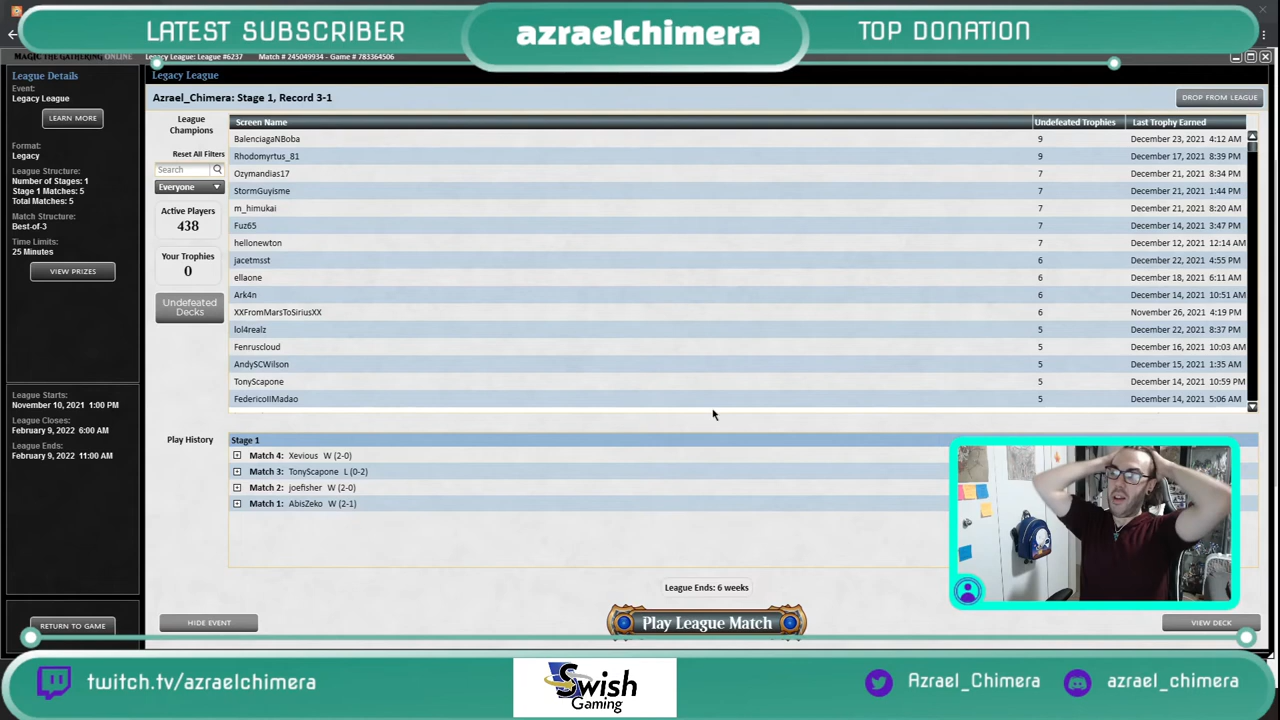 LATEST SUBSCRIBER
azraelchimera
TOP DONATION
MAGIC THE GATHERING ONLINE
Legacy League: League #6237 Match # 245049934 - Game # 783364506
League Details
Event:
Legacy League
LEARN MORE
Format:
Legacy
League Structure:
Number of Stages: 1
Stage 1 Matches: 5
Total Matches: 5
Match Structure:
Best-of-3
Time Limits:
25 Minutes
VIEW PRIZES
League Starts:
November 10, 2021 1:00 PM
League Closes:
February 9, 2022 6:00 AM
League Ends:
February 9, 2022 11:00 AM
RETURN TO GAME
Legacy League
Azrael_Chimera: Stage 1, Record 3-1
DROP FROM LEAGUE
League
Champions
Reset All Filters
Search
Everyone
Active Players
438
Your Trophies
0
Undefeated
Decks
Screen Name Undefeated Trophies Last Trophy Earned
BalenciagaNBoba 9 December 23, 2021 4:12 AM
Rhodomyrtus_81 9 December 17, 2021 8:39 PM
Ozymandias17 7 December 21, 2021 8:34 PM
StormGuyisme 7 December 21, 2021 1:44 PM
m_himukai 7 December 21, 2021 8:20 AM
Fuz65 7 December 14, 2021 3:47 PM
hellonewton 7 December 12, 2021 12:14 AM
jacetmsst 6 December 22, 2021 4:55 PM
ellaone 6 December 18, 2021 6:11 AM
Ark4n 6 December 14, 2021 10:51 AM
XXFromMarsToSiriusXX 6 November 26, 2021 4:19 PM
lol4realz 5 December 22, 2021 8:37 PM
Fenruscloud 5 December 16, 2021 10:03 AM
AndySCWilson 5 December 15, 2021 1:35 AM
TonyScapone 5 December 14, 2021 10:59 PM
FedericoIIMadao 5 December 14, 2021 5:06 AM
Play History
Stage 1
Match 4: Xevious W (2-0)
Match 3: TonyScapone L (0-2)
Match 2: joefisher W (2-0)
Match 1: AbisZeko W (2-1)
League Ends: 6 weeks
HIDE EVENT
Play League Match
VIEW DECK
twitch.tv/azraelchimera
Swish
Gaming
Azrael_Chimera
azrael_chimera